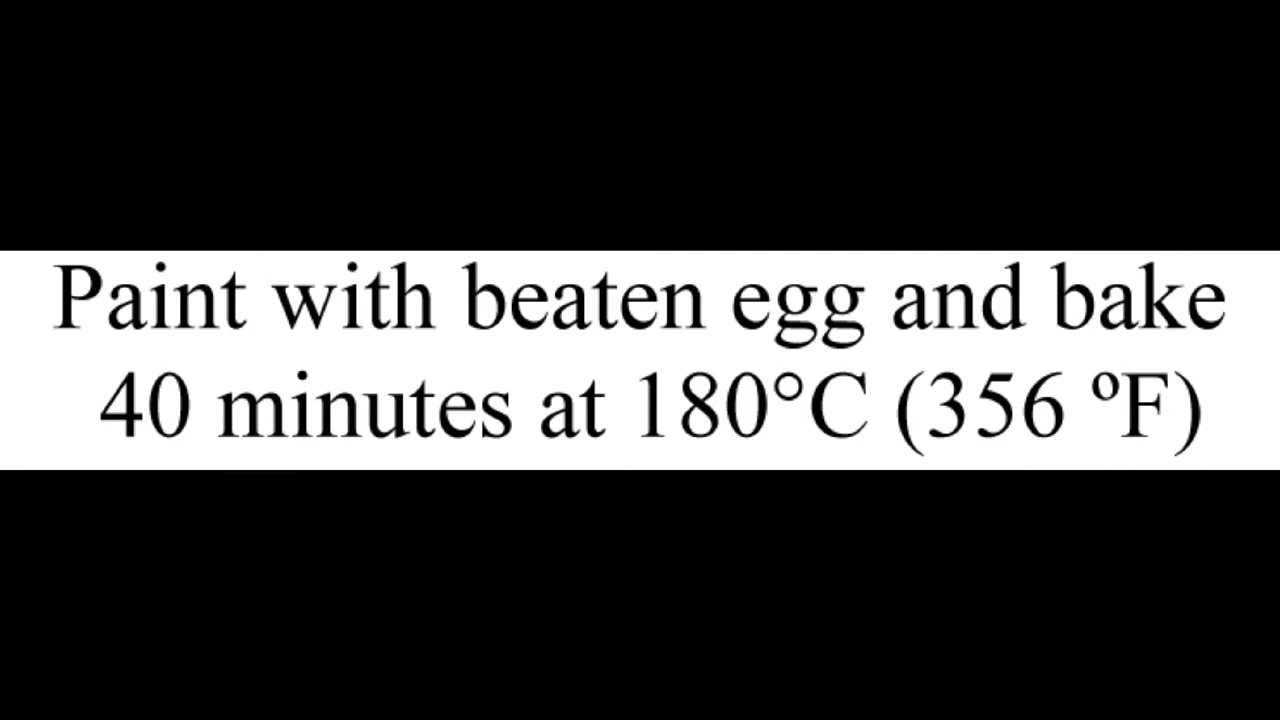 Paint with beaten egg and bake
40 minutes at 180°C (356 ºF)